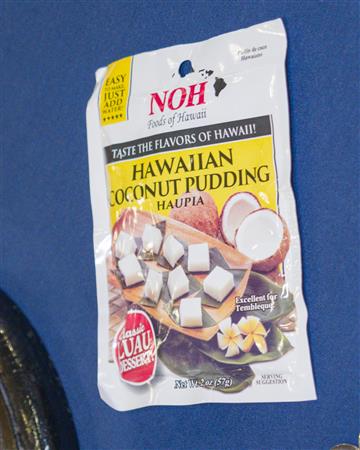 EASY
TO MAKE,
JUST
ADD
WATER!
Pudin de coco
Hawaiano
NOH
Foods of Hawaii
TASTE THE FLAVORS OF HAWAII!
HAWAIIAN
COCONUT PUDDING
HAUPIA
Excellent for
Tembleque
Classic
LUAU
DESSERT!
Net Wt 2 oz (57g)
SERVING
SUGGESTION